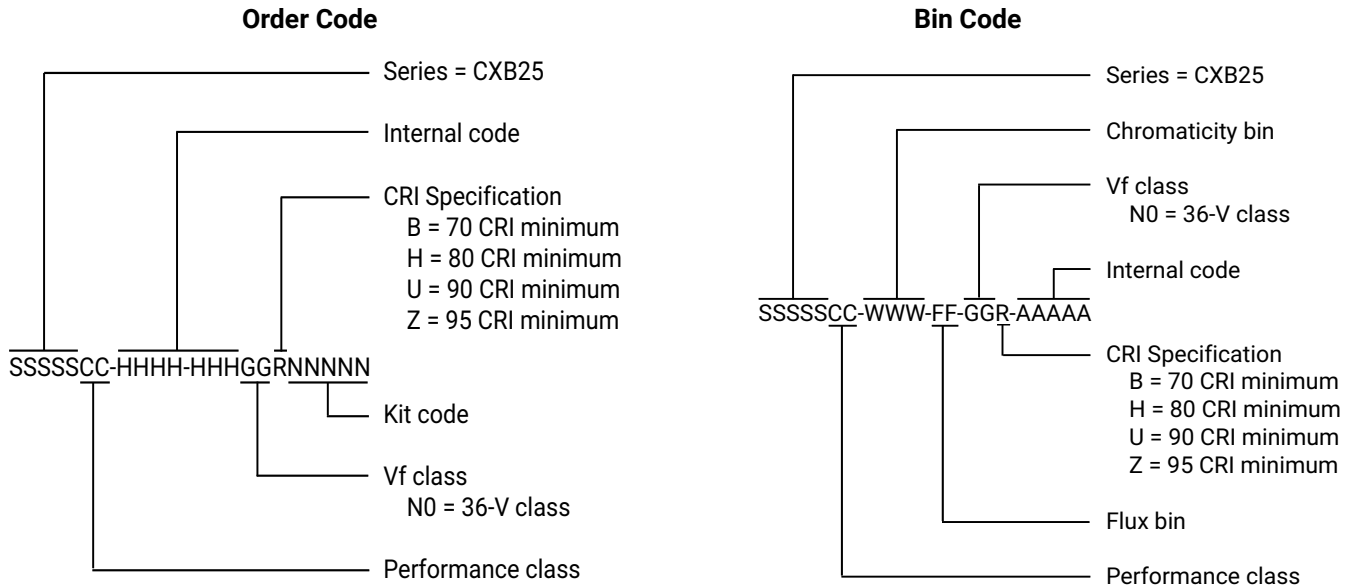 Order Code
Series = CXB25
Internal code
CRI Specification
B = 70 CRI minimum
H = 80 CRI minimum
U = 90 CRI minimum
Z = 95 CRI minimum
SSSSSCC-HHHH-HHHGGRNNNNN
Kit code
Vf class
N0 = 36-V class
Performance class
Bin Code
Series = CXB25
Chromaticity bin
Vf class
N0 = 36-V class
Internal code
SSSSSCC-WWW-FF-GGR-AAAAA
CRI Specification
B = 70 CRI minimum
H = 80 CRI minimum
U = 90 CRI minimum
Z = 95 CRI minimum
Flux bin
Performance class